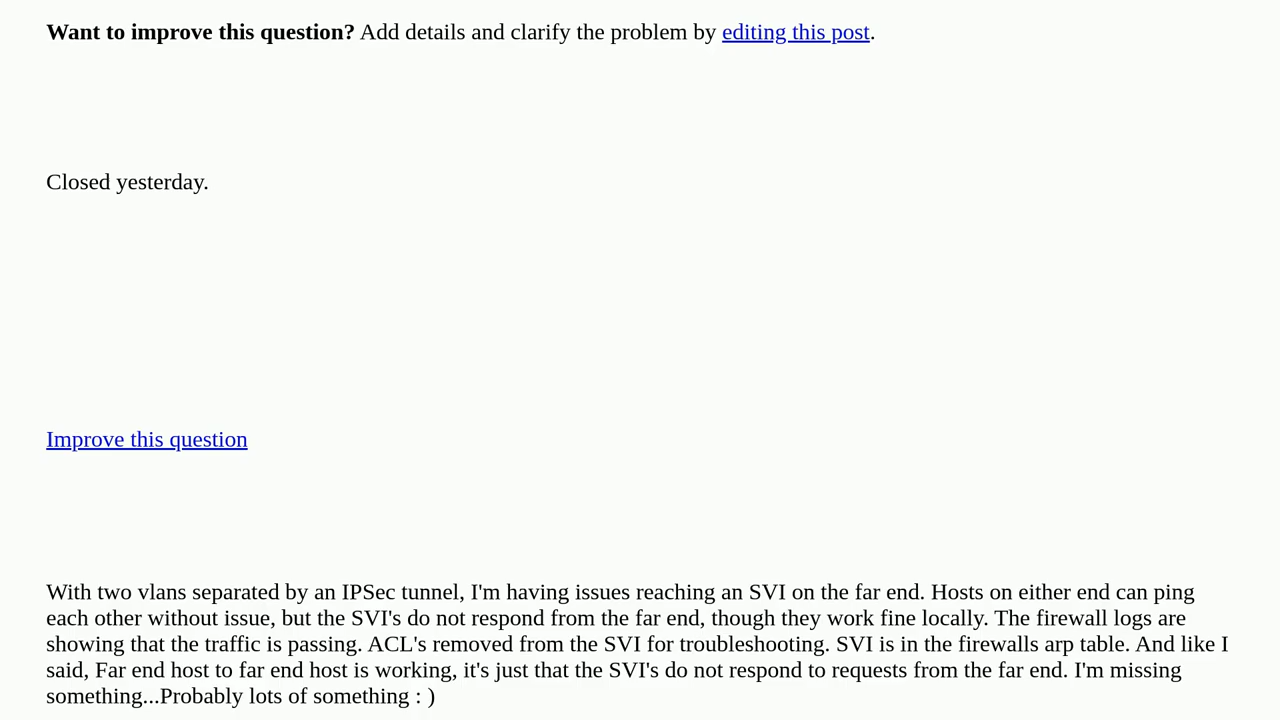 Want to improve this question? Add details and clarify the problem by editing this post.
Closed yesterday.
Improve this question
With two vlans separated by an IPSec tunnel, I'm having issues reaching an SVI on the far end. Hosts on either end can ping
each other without issue, but the SVI's do not respond from the far end, though they work fine locally. The firewall logs are
showing that the traffic is passing. ACL's removed from the SVI for troubleshooting. SVI is in the firewalls arp table. And like I
said, Far end host to far end host is working, it's just that the SVI's do not respond to requests from the far end. I'm missing
something...Probably lots of something : )